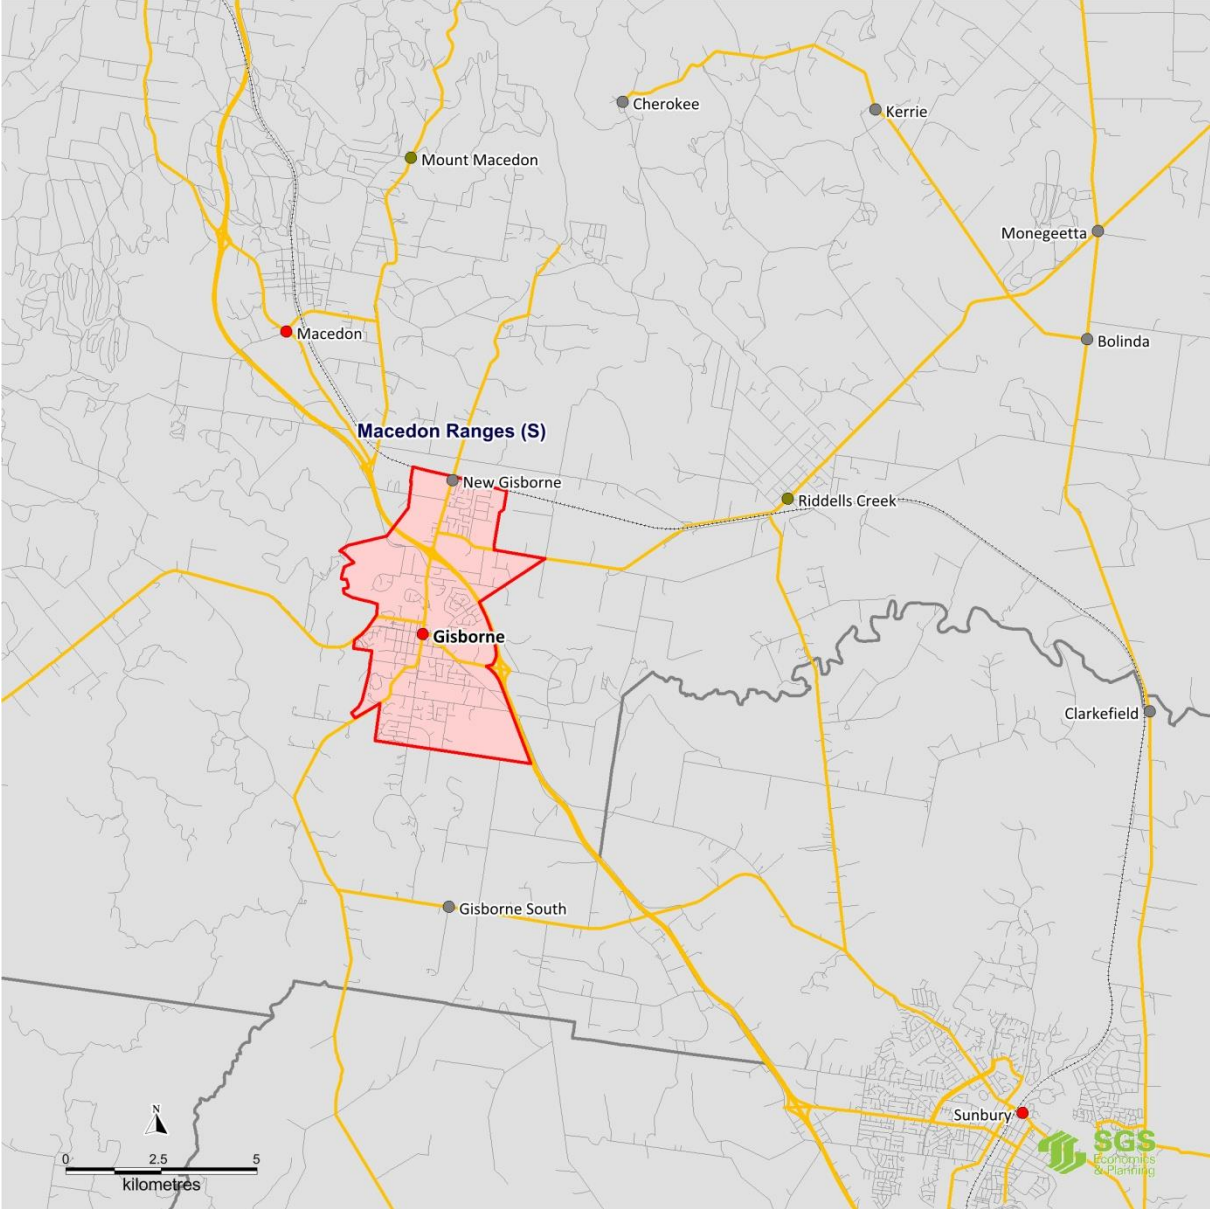 Cherokee
Kerrie
Mount Macedon
Monegeetta
Macedon
Bolinda
Macedon Ranges (S)
New Gisborne
Riddells Creek
Gisborne
Clarkefield
Gisborne South
N
Sunbury
0 2.5 5
kilometres
SGS
Economics
& Planning